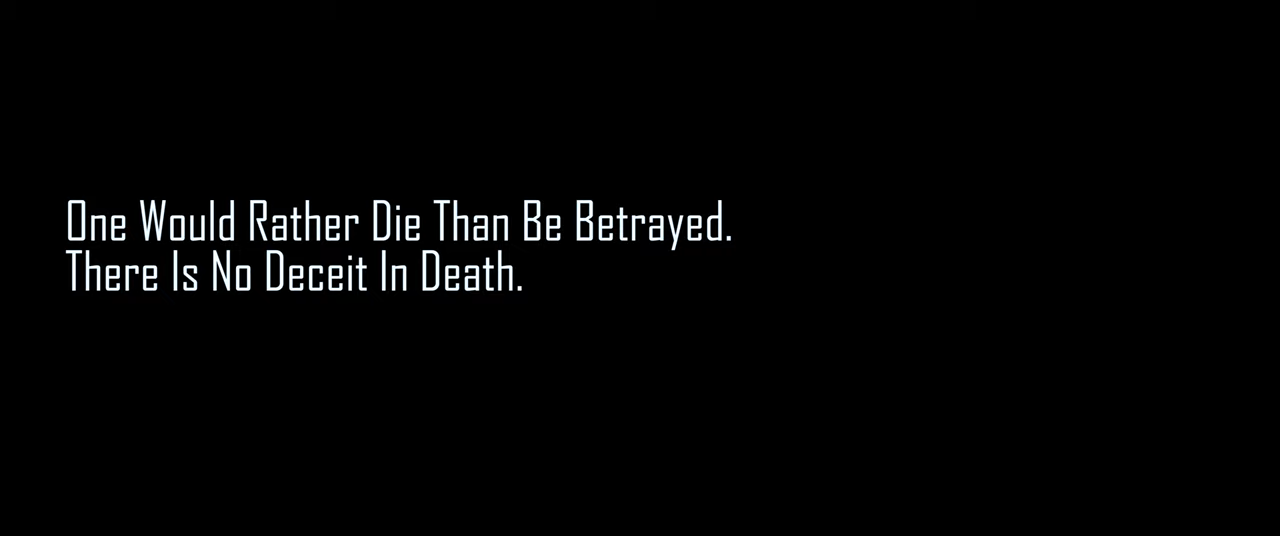 One Would Rather Die Than Be Betrayed.
There Is No Deceit In Death.